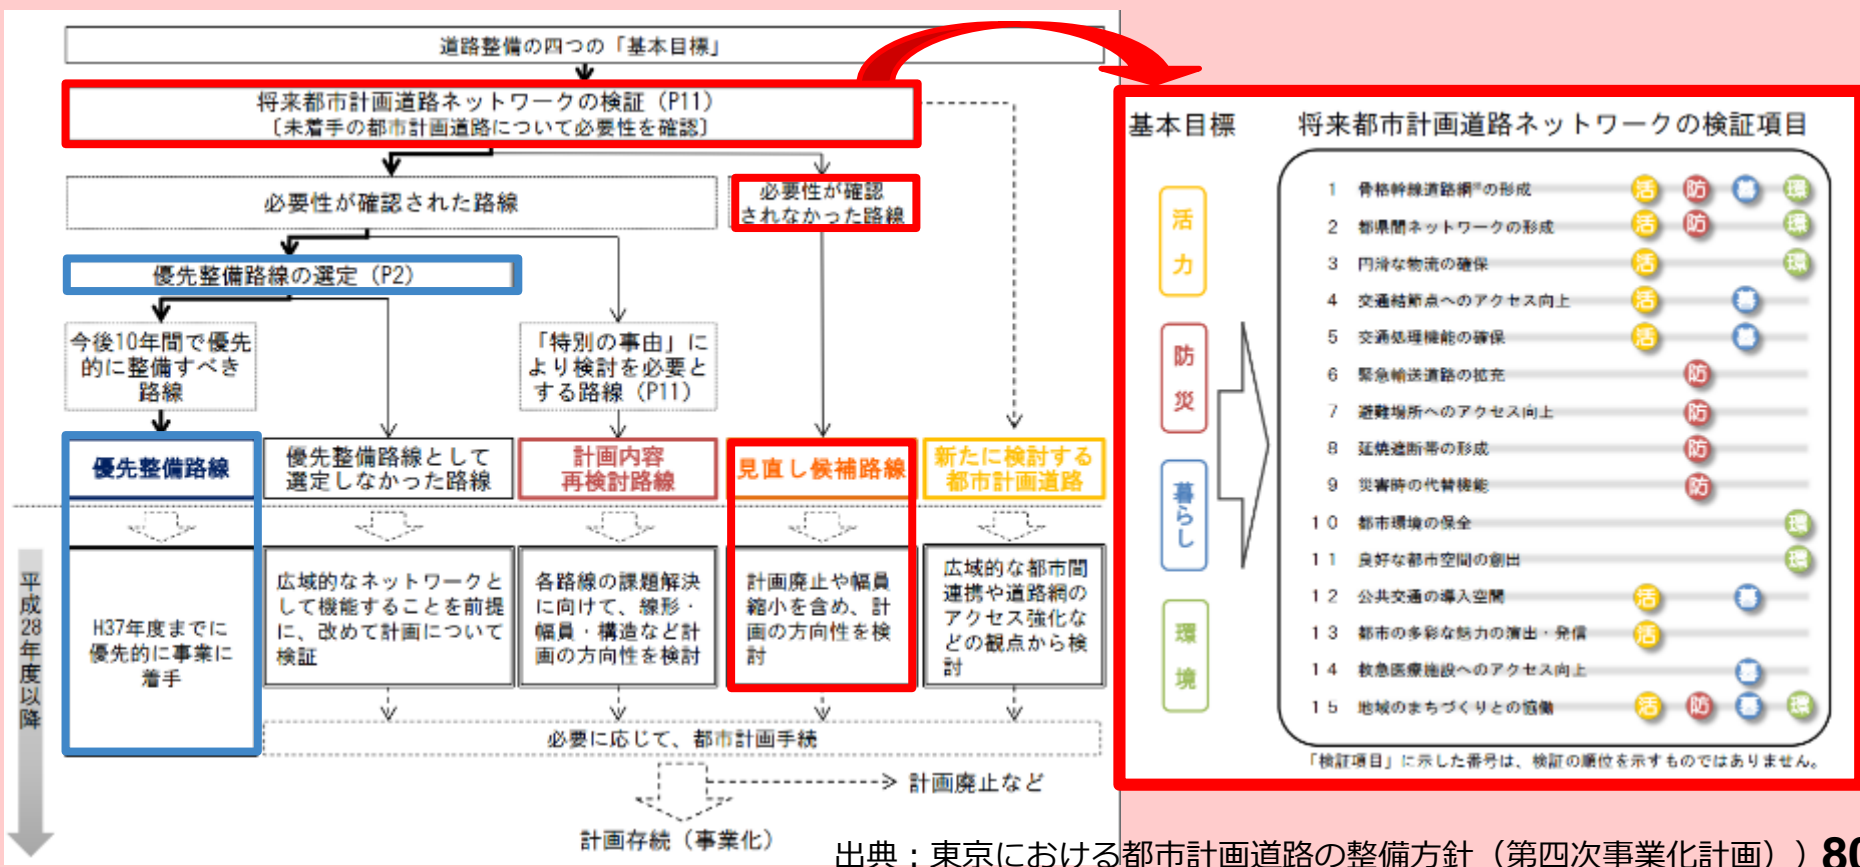 道路整備の四つの「基本目標」
将来都市計画道路ネットワークの検証（P11）
〔未着手の都市計画道路について必要性を確認〕
必要性が確認された路線
必要性が確認
されなかった路線
優先整備路線の選定（P2）
今後10年間で優先
的に整備すべき
路線
「特別の事由」に
より検討を必要と
する路線（P11）
優先整備路線
優先整備路線として
選定しなかった路線
計画内容
再検討路線
見直し候補路線
新たに検討する
都市計画道路
平成28年度以降
H37年度までに
優先的に事業に
着手
広域的なネットワークと
して機能することを前提
に、改めて計画について
検証
各路線の課題解決
に向けて、線形・
幅員・構造など計
画の方向性を検討
計画廃止や幅員
縮小を含め、計
画の方向性を検
討
広域的な都市間
連携や道路網の
アクセス強化な
どの観点から検
討
必要に応じて、都市計画手続
計画廃止など
計画存続（事業化）
基本目標
活力
防災
暮らし
環境
将来都市計画道路ネットワークの検証項目
1 骨格幹線道路網※の形成 活 防 暮 環
2 都県間ネットワークの形成 活 防 環
3 円滑な物流の確保 活 環
4 交通結節点へのアクセス向上 活 暮
5 交通処理機能の確保 活 暮
6 緊急輸送道路の拡充 防
7 避難場所へのアクセス向上 防
8 延焼遮断帯の形成 防
9 災害時の代替機能 防
10 都市環境の保全 環
11 良好な都市空間の創出 環
12 公共交通の導入空間 活 暮
13 都市の多彩な魅力の演出・発信 活
14 救急医療施設へのアクセス向上 暮
15 地域のまちづくりとの協働 活 防 暮 環
「検証項目」に示した番号は、検証の順位を示すものではありません。
出典：東京における都市計画道路の整備方針（第四次事業化計画））80